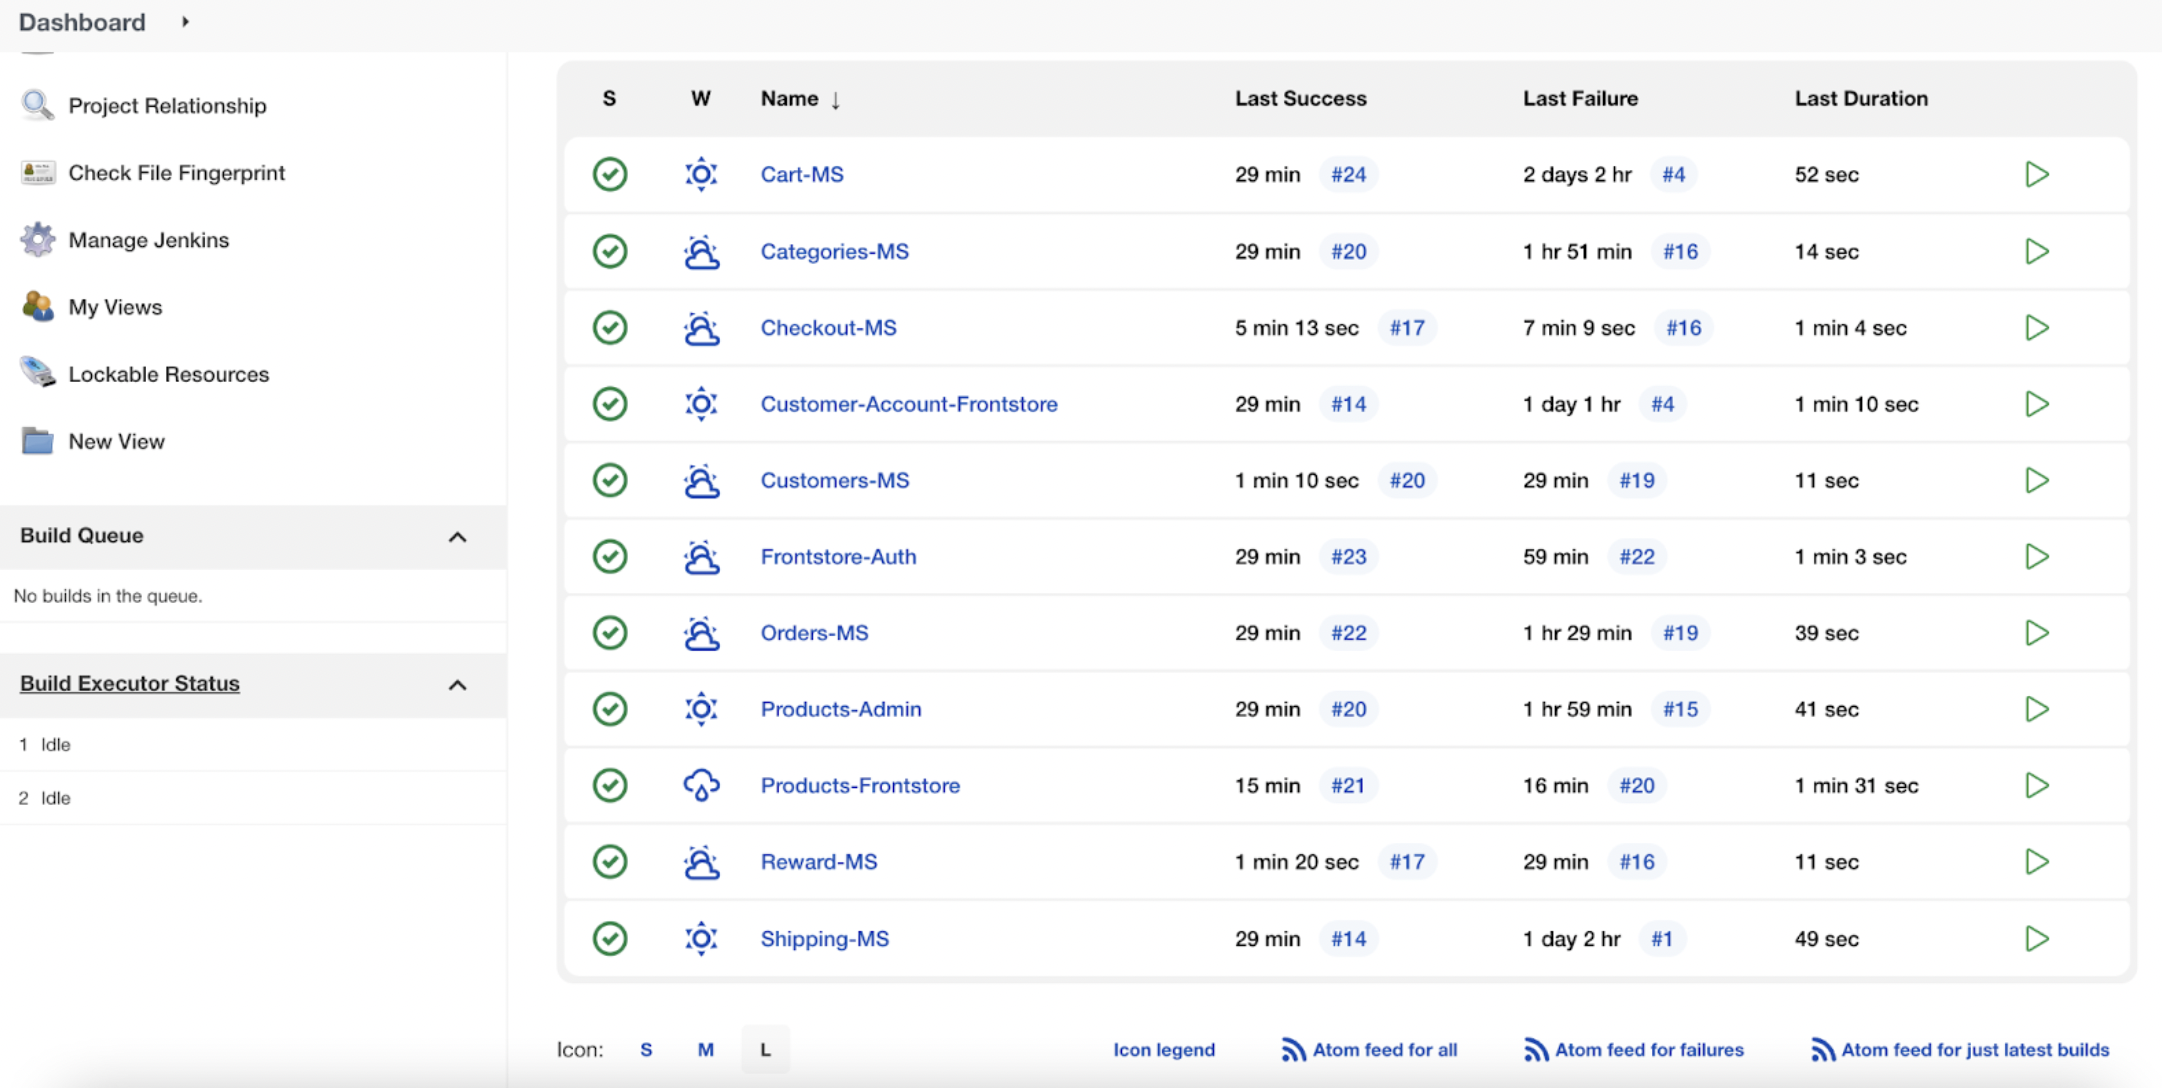 Dashboard
Project Relationship
Check File Fingerprint
Manage Jenkins
My Views
Lockable Resources
New View
Build Queue
No builds in the queue.
Build Executor Status
1 Idle
2 Idle
S W Name ↓ Last Success Last Failure Last Duration
Cart-MS 29 min #24 2 days 2 hr #4 52 sec
Categories-MS 29 min #20 1 hr 51 min #16 14 sec
Checkout-MS 5 min 13 sec #17 7 min 9 sec #16 1 min 4 sec
Customer-Account-Frontstore 29 min #14 1 day 1 hr #4 1 min 10 sec
Customers-MS 1 min 10 sec #20 29 min #19 11 sec
Frontstore-Auth 29 min #23 59 min #22 1 min 3 sec
Orders-MS 29 min #22 1 hr 29 min #19 39 sec
Products-Admin 29 min #20 1 hr 59 min #15 41 sec
Products-Frontstore 15 min #21 16 min #20 1 min 31 sec
Reward-MS 1 min 20 sec #17 29 min #16 11 sec
Shipping-MS 29 min #14 1 day 2 hr #1 49 sec
Icon: S M L Icon legend Atom feed for all Atom feed for failures Atom feed for just latest builds